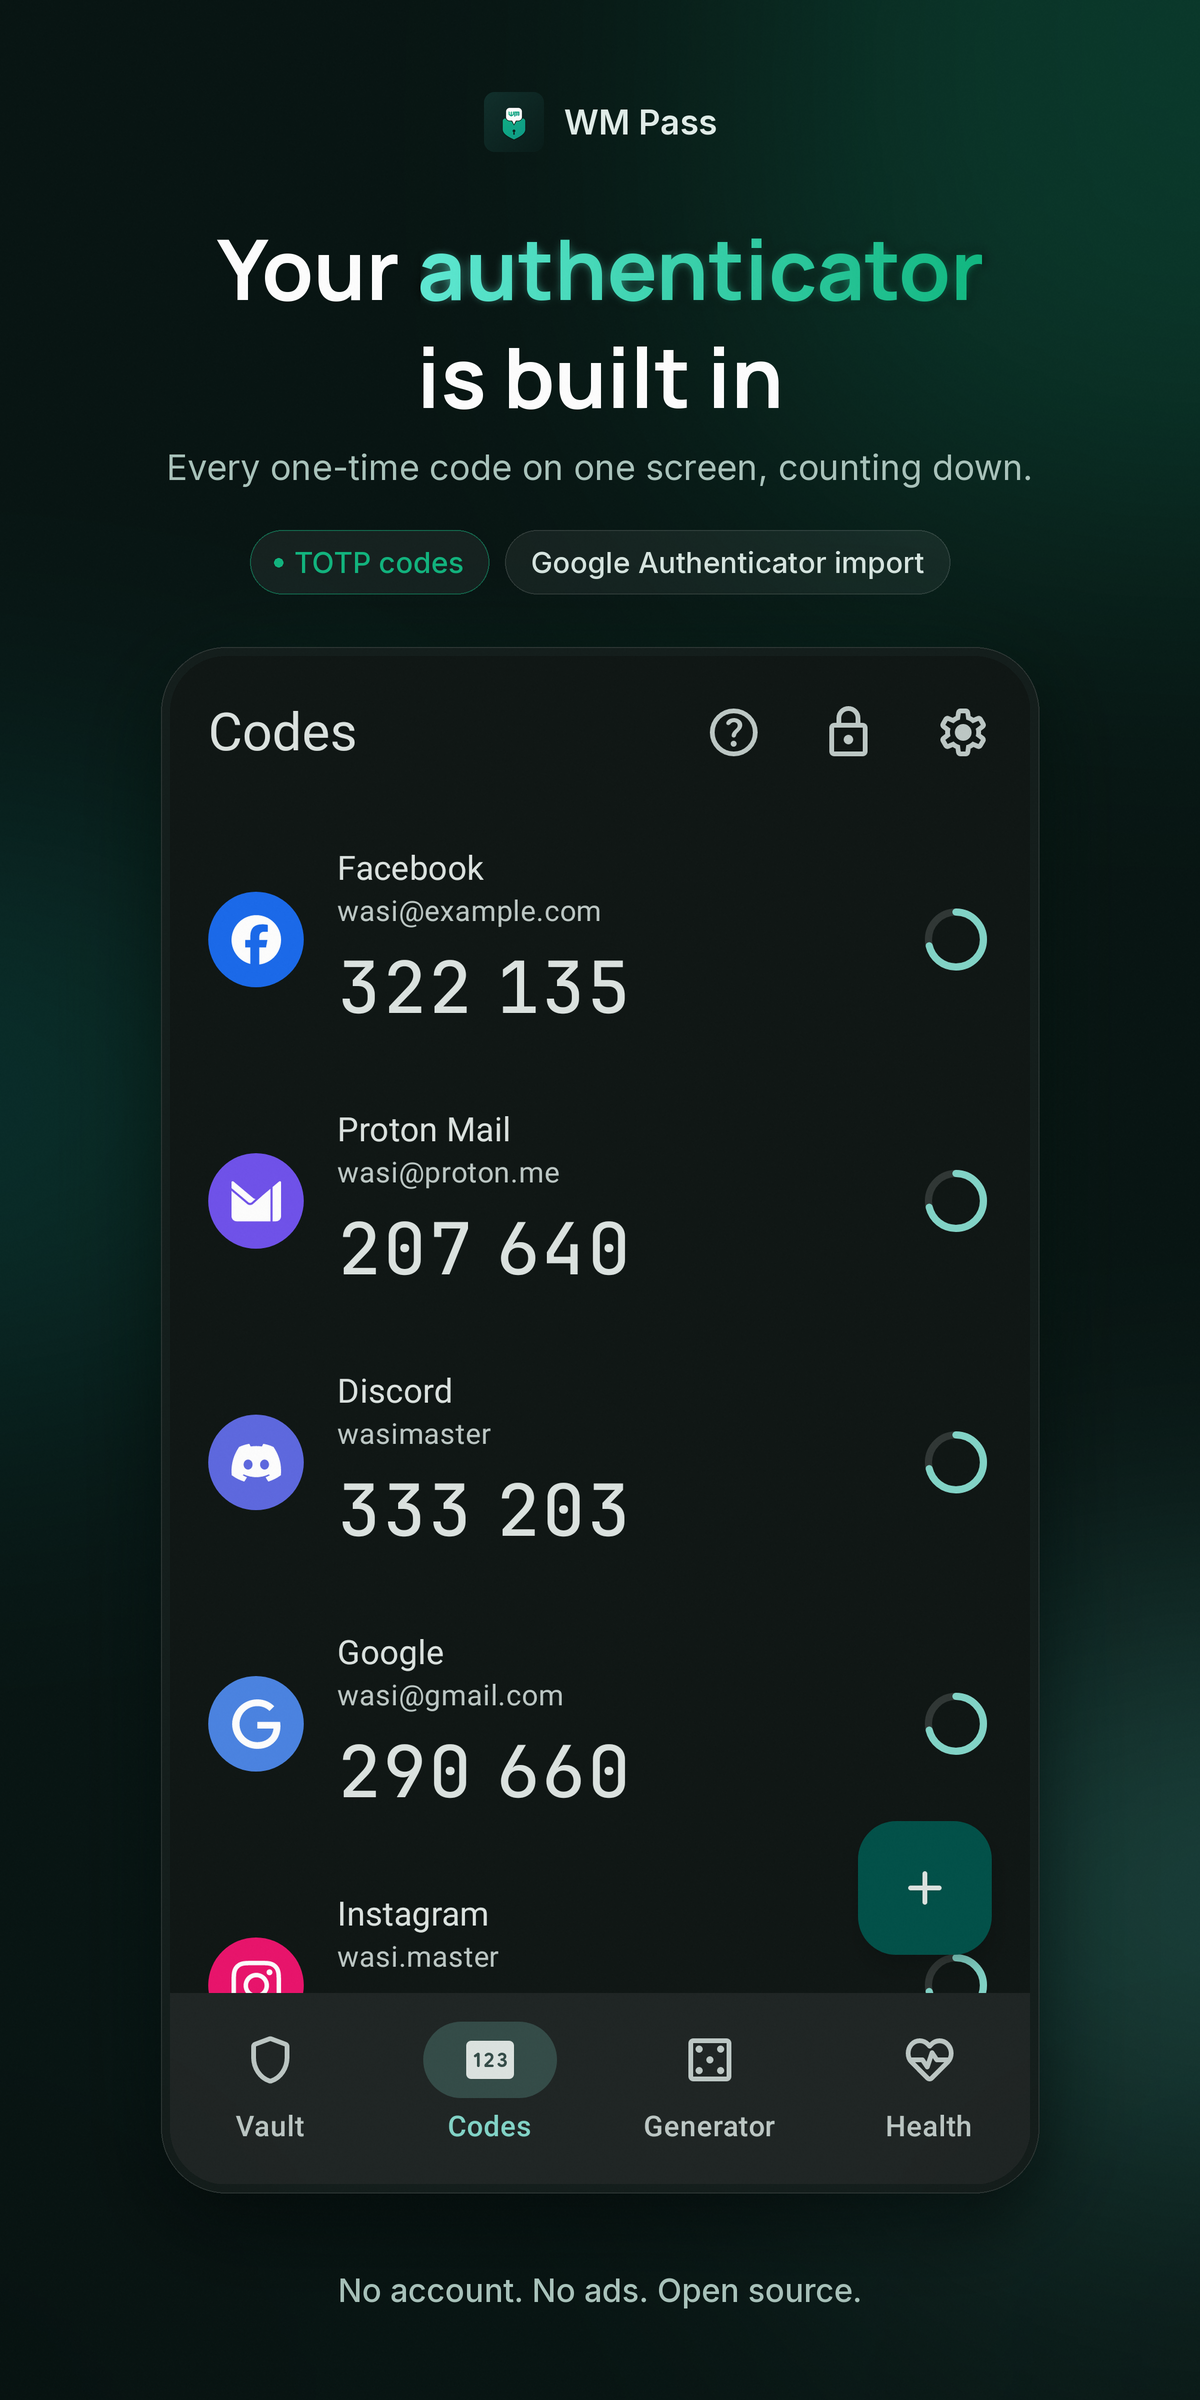 WM Pass
Your authenticator
is built in
Every one-time code on one screen, counting down.
• TOTP codes
Google Authenticator import
Codes
Facebook
wasi@example.com
322 135
Proton Mail
wasi@proton.me
207 640
Discord
wasimaster
333 203
Google
wasi@gmail.com
290 660
Instagram
wasi.master
123
Vault
Codes
Generator
Health
No account. No ads. Open source.